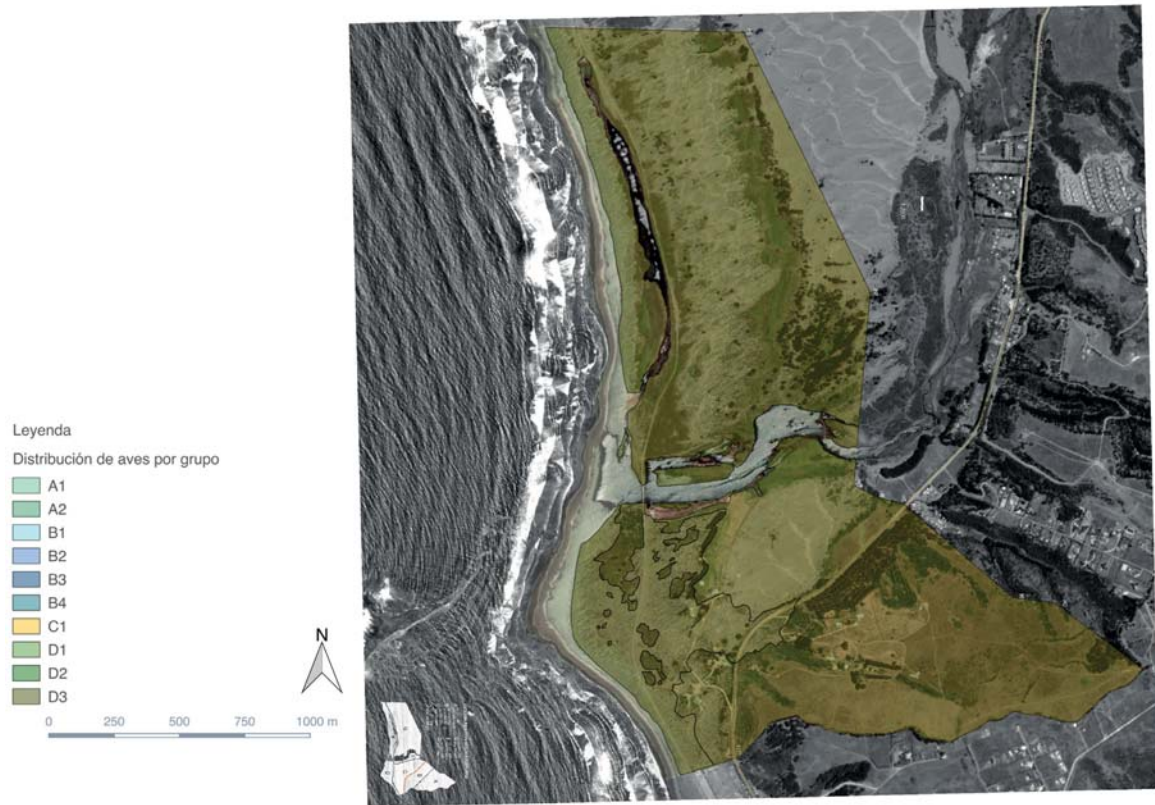 Leyenda
Distribución de aves por grupo
A1
A2
B1
B2
B3
B4
C1
D1
D2
D3
N
0 250 500 750 1000 m